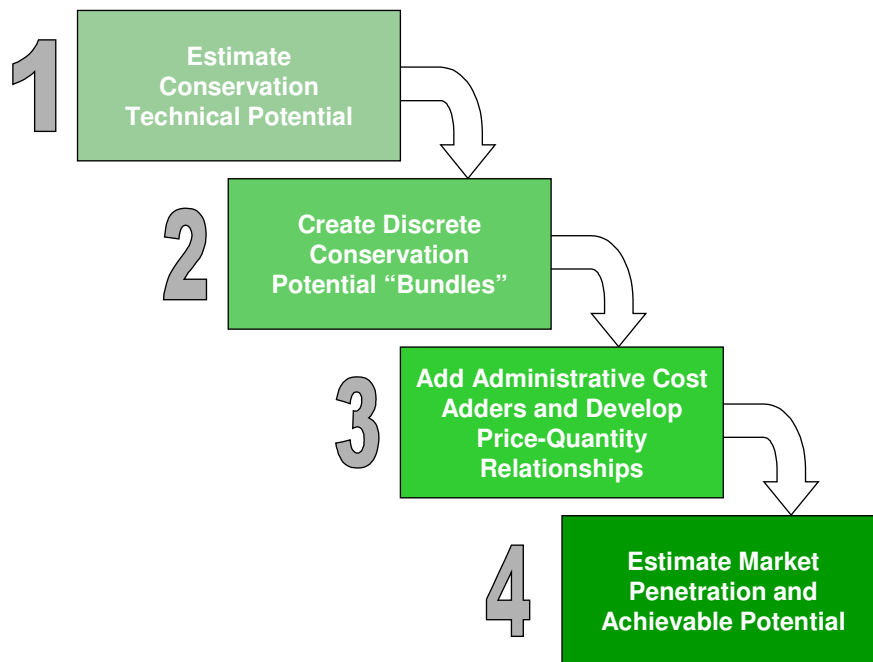 1
Estimate
Conservation
Technical Potential
2
Create Discrete
Conservation
Potential “Bundles”
3
Add Administrative Cost
Adders and Develop
Price-Quantity
Relationships
4
Estimate Market
Penetration and
Achievable Potential